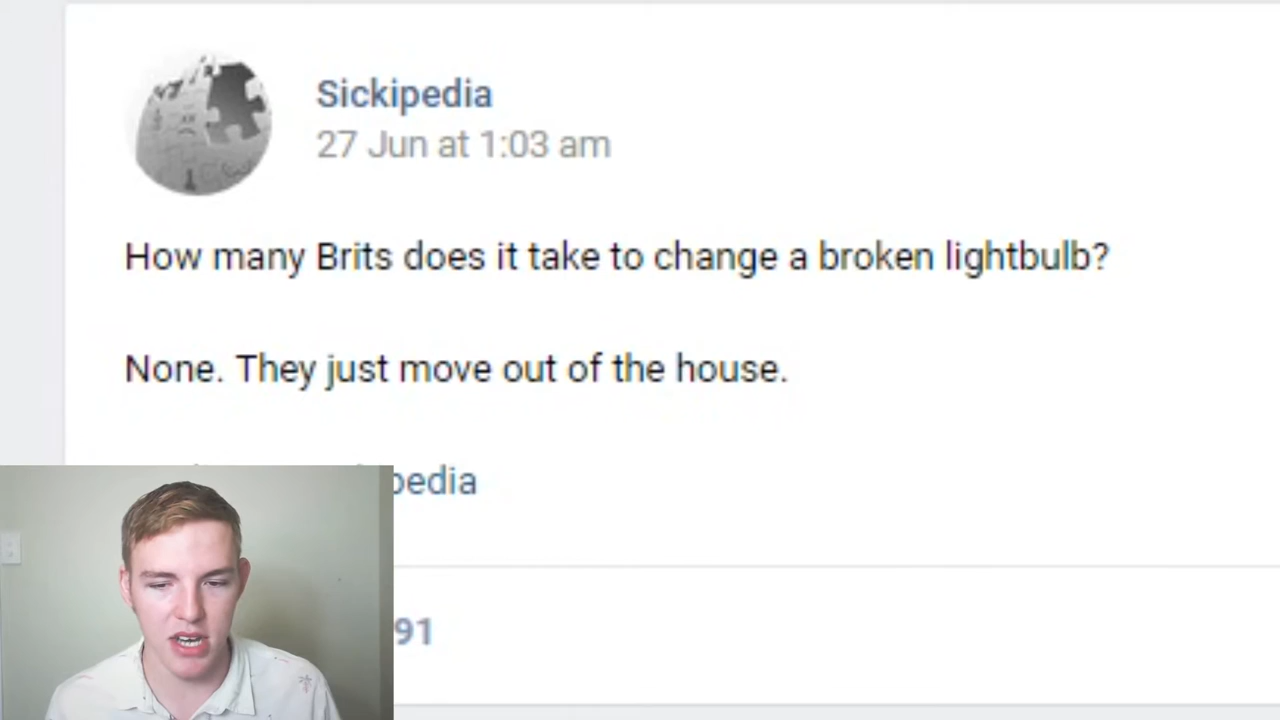 Sickipedia
27 Jun at 1:03 am
How many Brits does it take to change a broken lightbulb?
None. They just move out of the house.
pedia
91